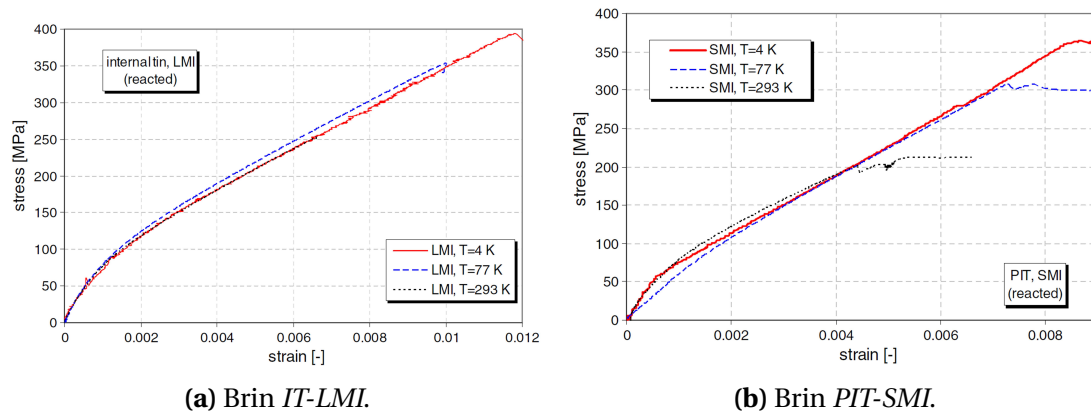 400
350
300
250
200
150
100
50
0
stress [MPa]
internal tin, LMI
(reacted)
LMI, T=4 K
LMI, T=77 K
LMI, T=293 K
0 0.002 0.004 0.006 0.008 0.01 0.012
strain [-]
(a) Brin IT-LMI.
400
350
300
250
200
150
100
50
0
stress [MPa]
SMI, T=4 K
SMI, T=77 K
SMI, T=293 K
PIT, SMI
(reacted)
0 0.002 0.004 0.006 0.008
strain [-]
(b) Brin PIT-SMI.